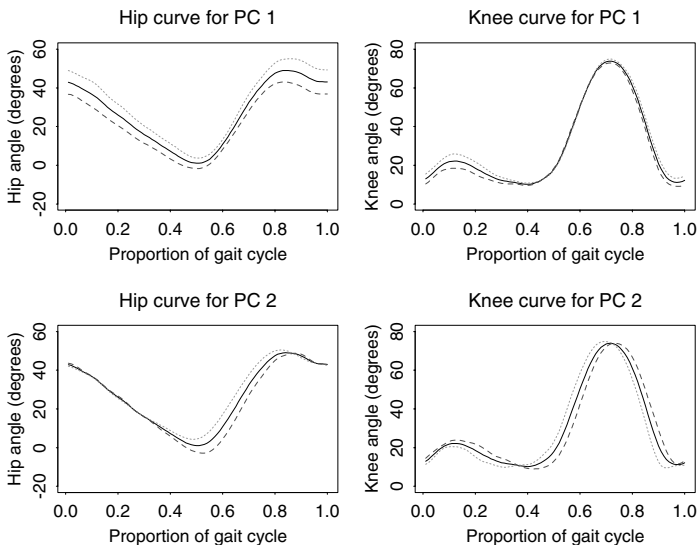 Hip curve for PC 1
Hip angle (degrees)
60
40
20
0
-20
0.0 0.2 0.4 0.6 0.8 1.0
Proportion of gait cycle
Knee curve for PC 1
Knee angle (degrees)
80
60
40
20
0
0.0 0.2 0.4 0.6 0.8 1.0
Proportion of gait cycle
Hip curve for PC 2
Hip angle (degrees)
60
40
20
0
-20
0.0 0.2 0.4 0.6 0.8 1.0
Proportion of gait cycle
Knee curve for PC 2
Knee angle (degrees)
80
60
40
20
0
0.0 0.2 0.4 0.6 0.8 1.0
Proportion of gait cycle